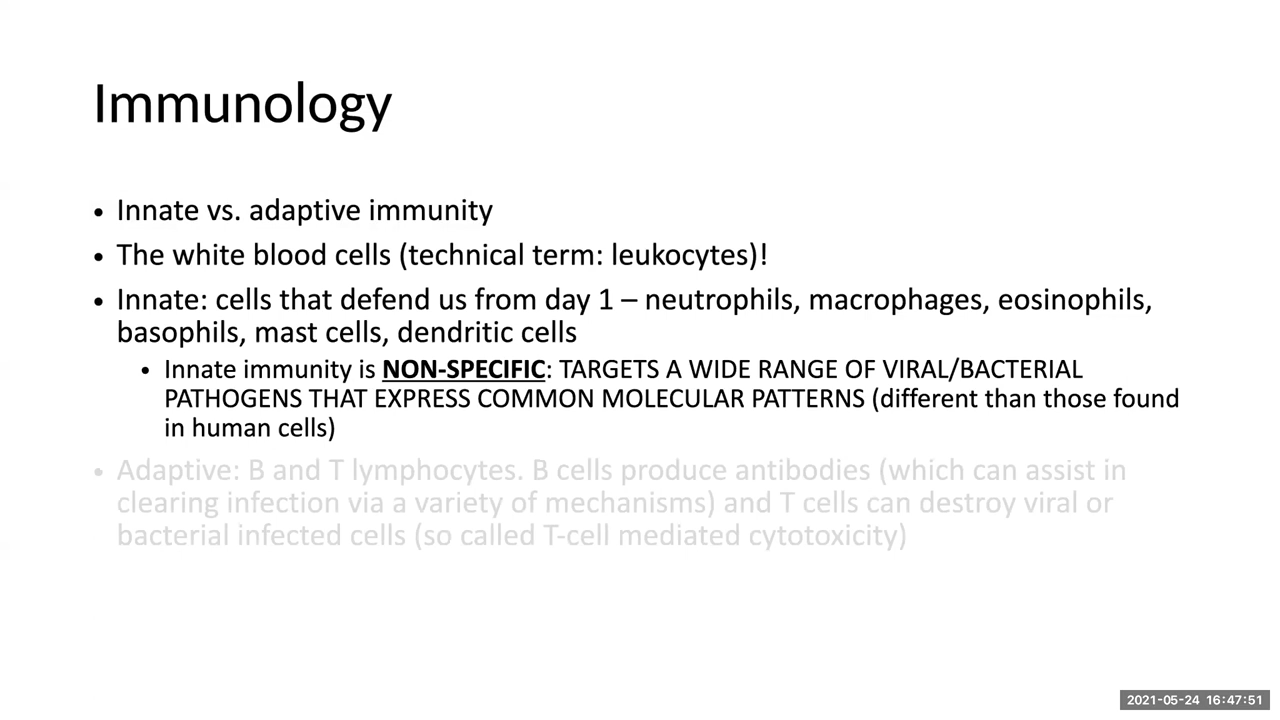 Immunology
• Innate vs. adaptive immunity
• The white blood cells (technical term: leukocytes)!
• Innate: cells that defend us from day 1 – neutrophils, macrophages, eosinophils,
basophils, mast cells, dendritic cells
• Innate immunity is NON-SPECIFIC: TARGETS A WIDE RANGE OF VIRAL/BACTERIAL
PATHOGENS THAT EXPRESS COMMON MOLECULAR PATTERNS (different than those found
in human cells)
• Adaptive: B and T lymphocytes. B cells produce antibodies (which can assist in
clearing infection via a variety of mechanisms) and T cells can destroy viral or
bacterial infected cells (so called T-cell mediated cytotoxicity)
2021-05-24 16:47:51